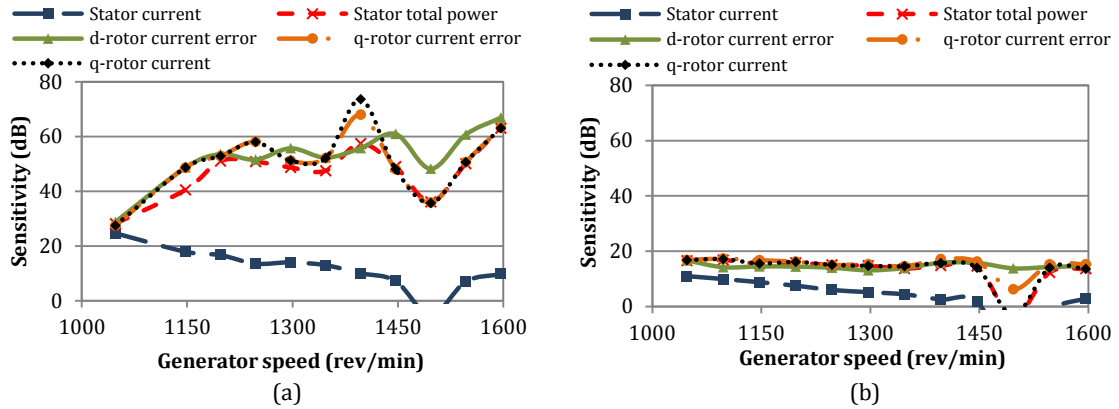 Stator current
Stator total power
d-rotor current error
q-rotor current error
q-rotor current
80
60
40
20
0
Sensitivity (dB)
1000 1150 1300 1450 1600
Generator speed (rev/min)
(a)
Stator current
Stator total power
d-rotor current error
q-rotor current error
q-rotor current
80
60
40
20
0
Sensitivity (dB)
1000 1150 1300 1450 1600
Generator speed (rev/min)
(b)